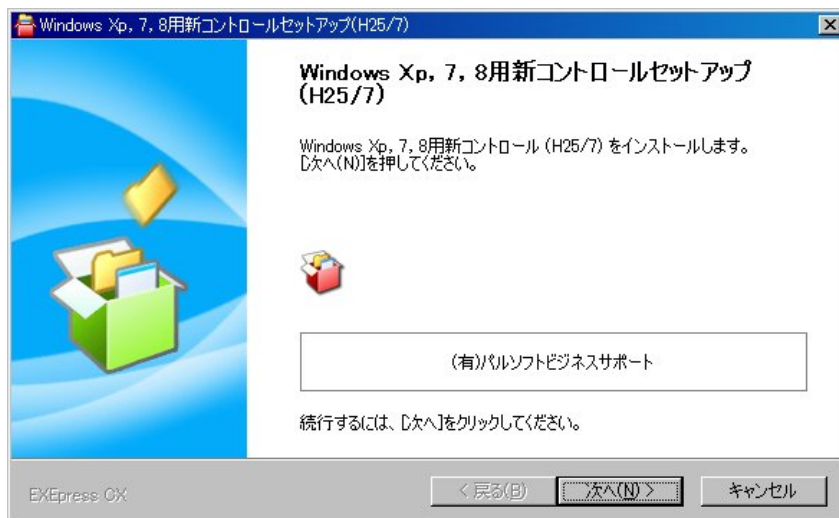 Windows Xp, 7, 8用新コントロールセットアップ(H25/7)
Windows Xp, 7, 8用新コントロールセットアップ
(H25/7)
Windows Xp, 7, 8用新コントロール (H25/7) をインストールします。
[次へ(N)]を押してください。
(有)パルソフトビジネスサポート
続行するには、[次へ]をクリックしてください。
EXEpress CX
< 戻る(B)
次へ(N) >
キャンセル